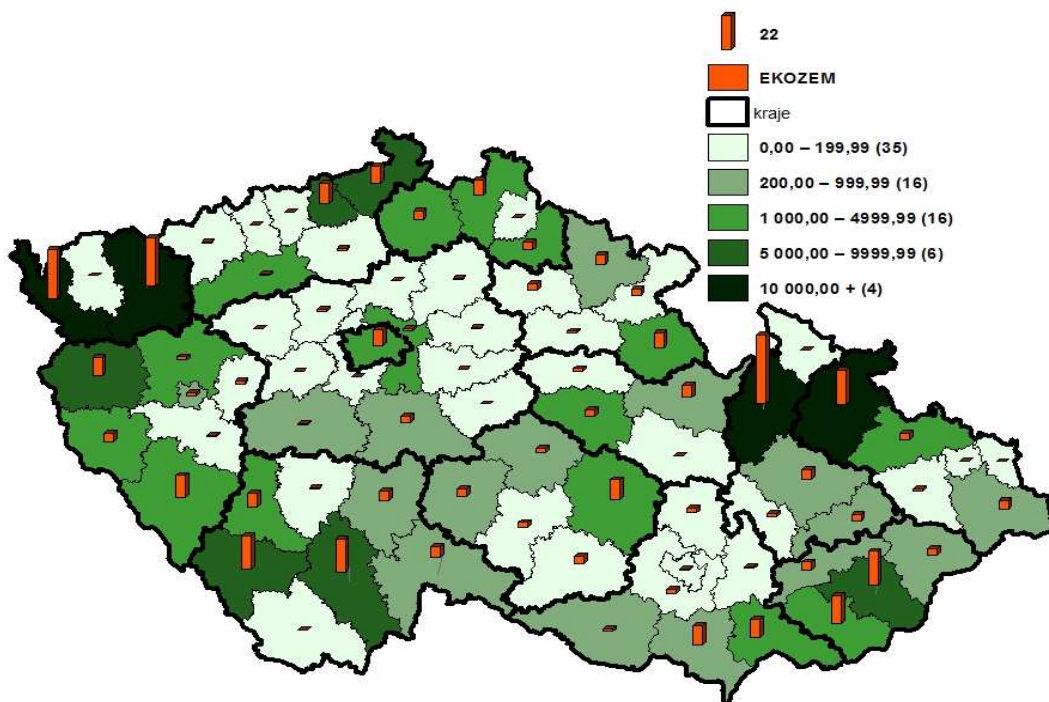 22
EKOZEM
kraje
0,00 – 199,99 (35)
200,00 – 999,99 (16)
1 000,00 – 4999,99 (16)
5 000,00 – 9999,99 (6)
10 000,00 + (4)